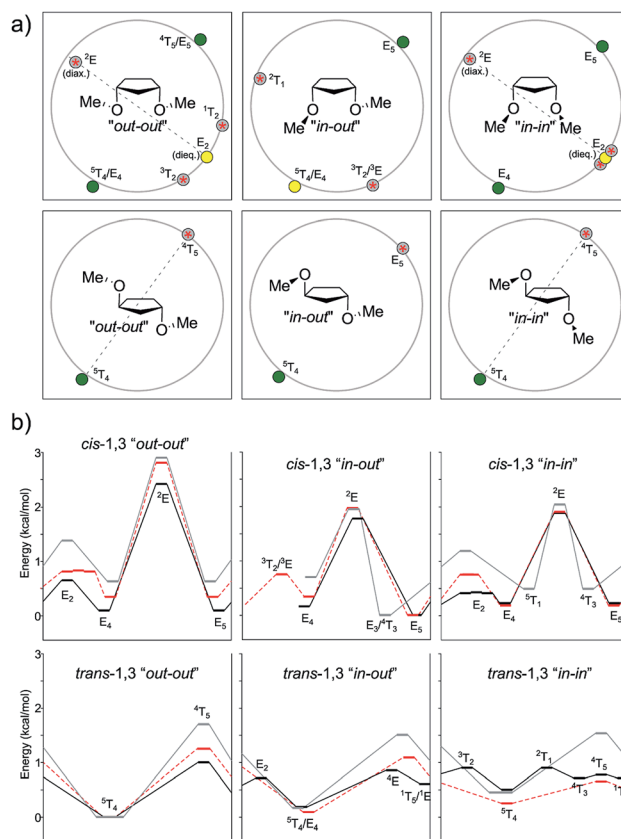 a)
⁴T₅/E₅
²E
(diax.)
Me
O
O
Me
"out-out"
¹T₂
E₂
(dieq.)
⁵T₄/E₄
³T₂
E₅
²T₁
O
O
Me
Me
"in-out"
⁵T₄/E₄
³T₂/³E
E₅
²E
(diax.)
O
O
Me
Me
"in-in"
E₂
(dieq.)
E₄
⁴T₅
Me
O
O
Me
"out-out"
⁵T₄
E₅
Me
O
O
Me
"in-out"
⁵T₄
⁴T₅
Me
O
O
Me
"in-in"
⁵T₄
b)
cis-1,3 "out-out"
cis-1,3 "in-out"
cis-1,3 "in-in"
Energy (kcal/mol)
3
2
1
0
²E
E₂
E₄
E₅
²E
³T₂/³E
E₄
E₃/⁴T₃
E₅
²E
E₂
E₄
⁵T₁
⁴T₃
E₅
trans-1,3 "out-out"
trans-1,3 "in-out"
trans-1,3 "in-in"
Energy (kcal/mol)
3
2
1
0
⁴T₅
⁵T₄
E₂
⁵T₄/E₄
⁴E
¹T₅/¹E
³T₂
²T₁
⁴T₅
⁵T₄
⁴T₃